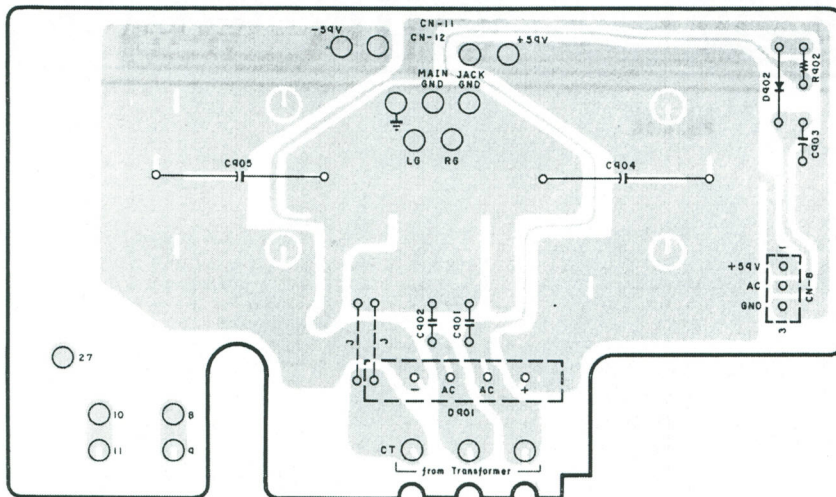 CN-11
-59V
CN-12
+59V
MAIN GND
JACK GND
LG
RG
D902
R902
C903
C905
C904
1
+59V
AC
GND
CN-8
3
J
J
C902
C901
-
AC
AC
+
D901
27
10
8
11
9
CT
from Transformer